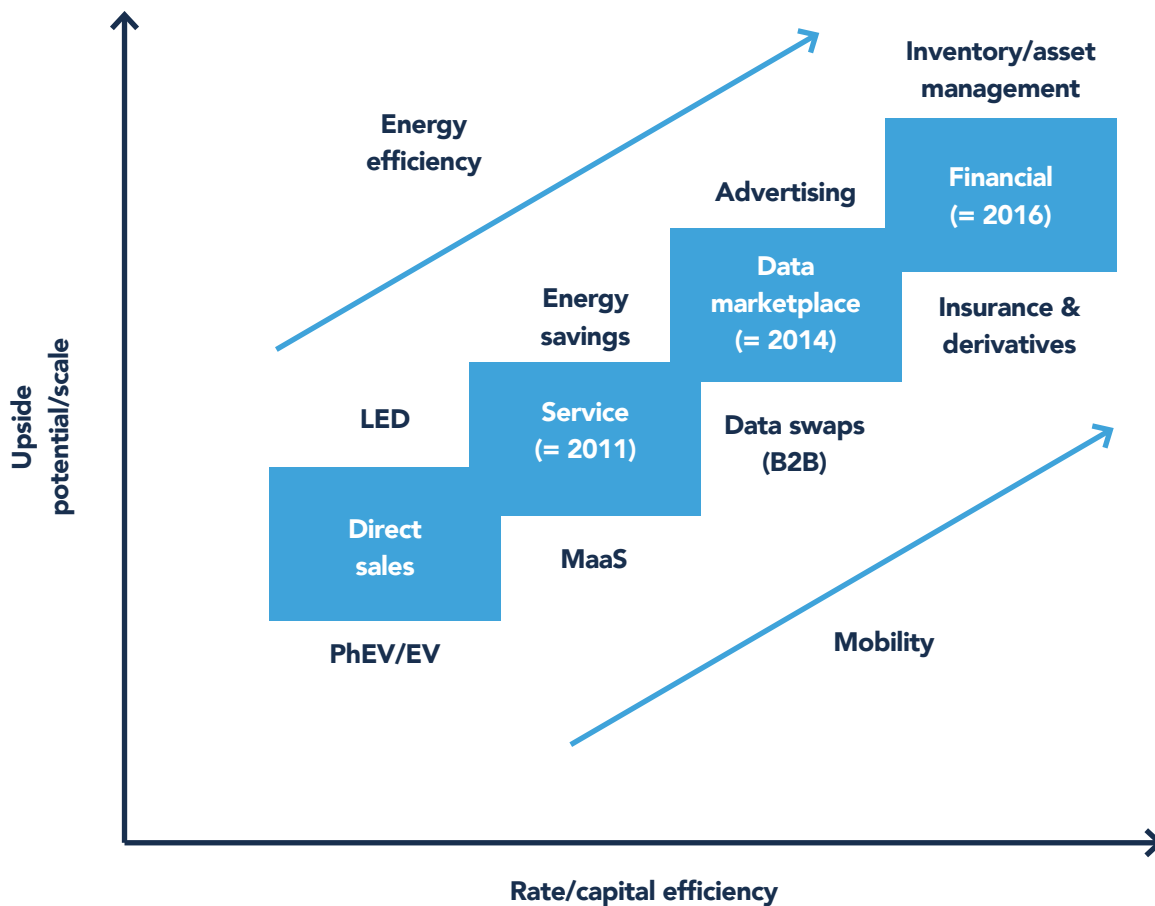 Inventory/asset
management
Energy
efficiency
Financial
(= 2016)
Advertising
Data
marketplace
(= 2014)
Energy
savings
Insurance &
derivatives
Upside
potential/scale
LED
Service
(= 2011)
Data swaps
(B2B)
Direct
sales
MaaS
Mobility
PhEV/EV
Rate/capital efficiency